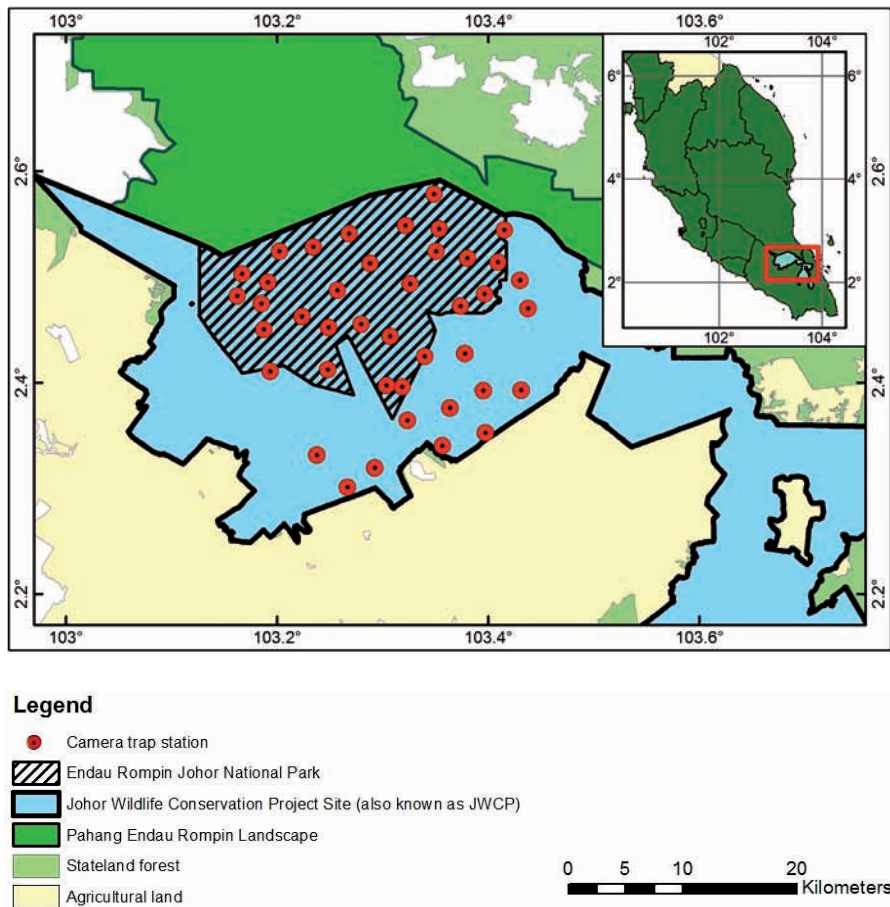 103° 103.2° 103.4° 103.6°
102° 104°
6° 6°
4° 4°
2° 2°
102° 104°
2.6° 2.6°
2.4° 2.4°
2.2° 2.2°
103° 103.2° 103.4° 103.6°
Legend
Camera trap station
Endau Rompin Johor National Park
Johor Wildlife Conservation Project Site (also known as JWCP)
Pahang Endau Rompin Landscape
Stateland forest
Agricultural land
0 5 10 20
Kilometers